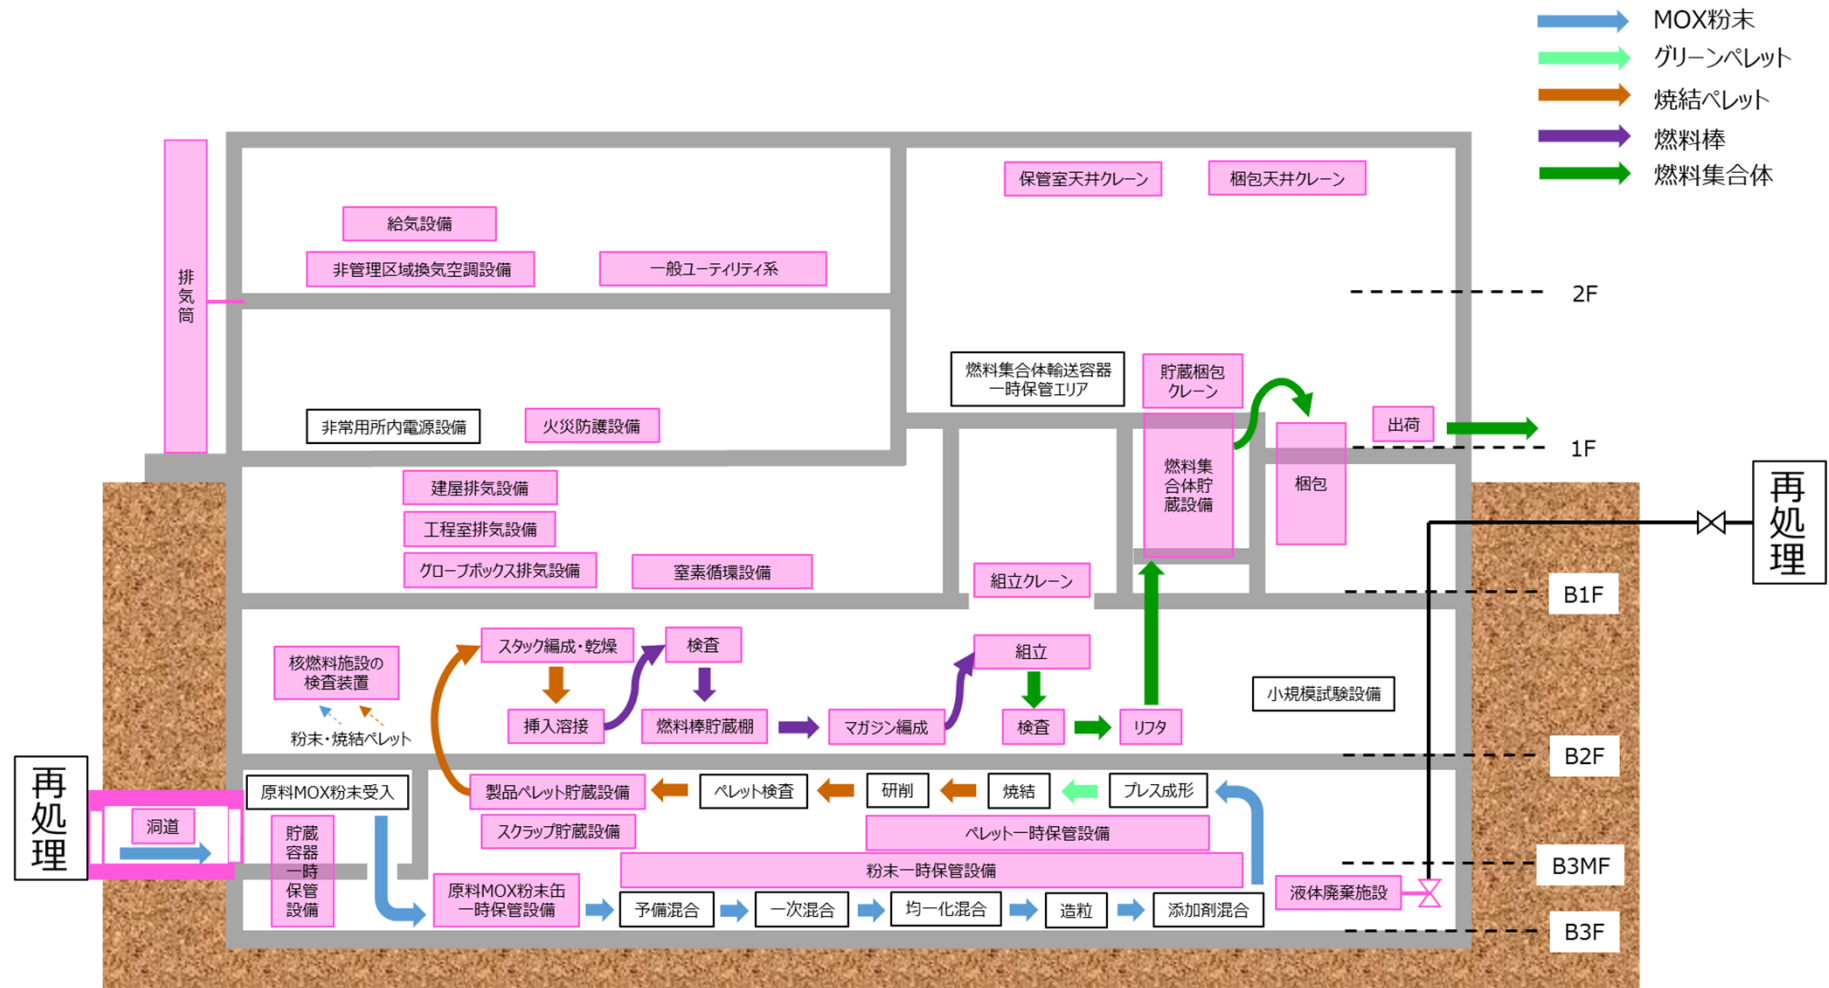 MOX粉末
グリーンペレット
焼結ペレット
燃料棒
燃料集合体
保管室天井クレーン
梱包天井クレーン
給気設備
非管理区域換気空調設備
一般ユーティリティ系
排
気
筒
2F
燃料集合体輸送容器
一時保管エリア
貯蔵梱包
クレーン
非常用所内電源設備
火災防護設備
出荷
1F
燃料集
合体貯
蔵設備
梱包
建屋排気設備
工程室排気設備
グローブボックス排気設備
窒素循環設備
再
処
理
組立クレーン
B1F
スタック編成・乾燥
検査
組立
核燃料施設の
検査装置
小規模試験設備
挿入溶接
燃料棒貯蔵棚
マガジン編成
検査
リフタ
粉末・焼結ペレット
B2F
再
処
理
洞道
原料MOX粉末受入
製品ペレット貯蔵設備
ペレット検査
研削
焼結
プレス成形
貯蔵
容器
一時
保管
設備
スクラップ貯蔵設備
ペレット一時保管設備
粉末一時保管設備
B3MF
原料MOX粉末缶
一時保管設備
予備混合
一次混合
均一化混合
造粒
添加剤混合
液体廃棄施設
B3F